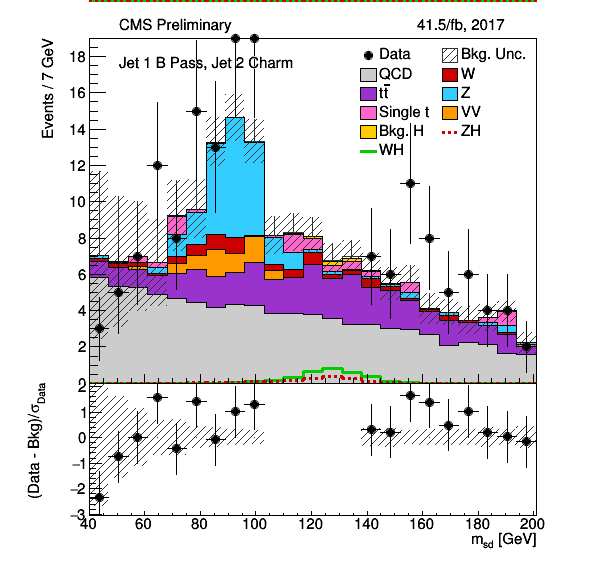 CMS Preliminary 41.5/fb, 2017
Events / 7 GeV
Jet 1 B Pass, Jet 2 Charm
Data
Bkg. Unc.
QCD
W
tt̄
Z
Single t
VV
Bkg. H
ZH
WH
18
16
14
12
10
8
6
4
2
0
(Data - Bkg)/σData
2
1
0
−1
−2
−3
40 60 80 100 120 140 160 180 200
msd [GeV]